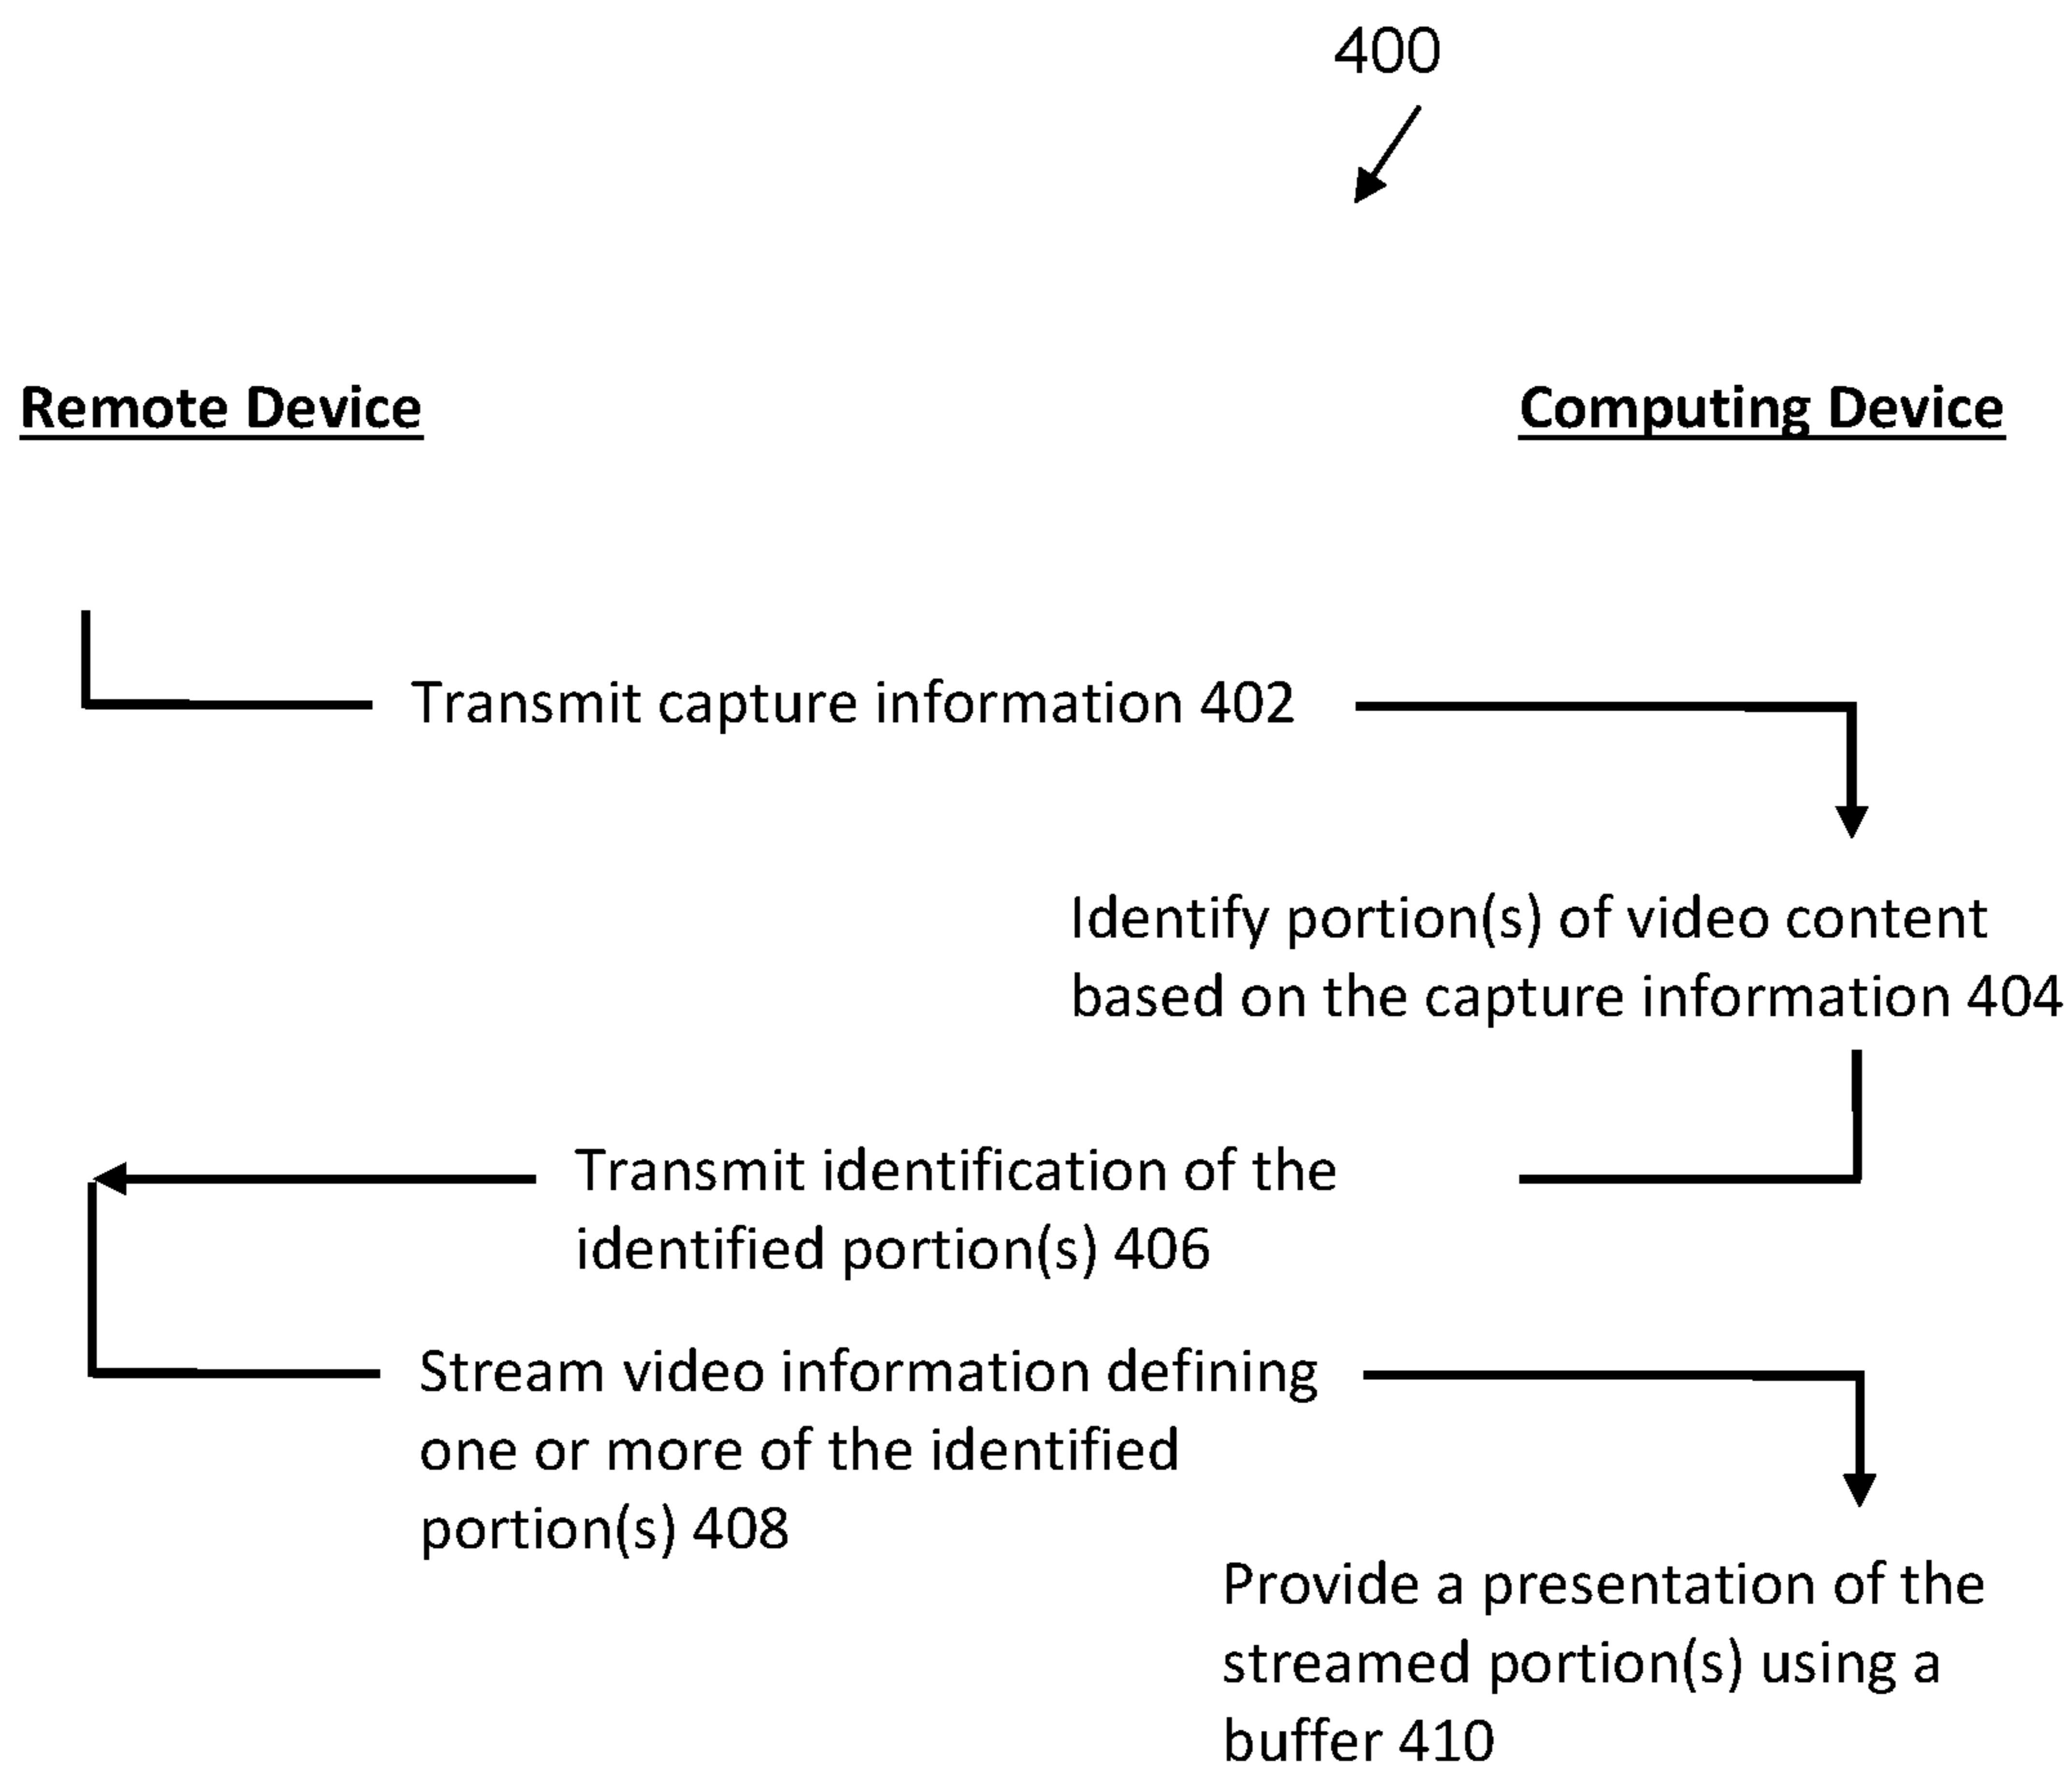 400
Remote Device
Computing Device
Transmit capture information 402
Identify portion(s) of video content
based on the capture information 404
Transmit identification of the
identified portion(s) 406
Stream video information defining
one or more of the identified
portion(s) 408
Provide a presentation of the
streamed portion(s) using a
buffer 410